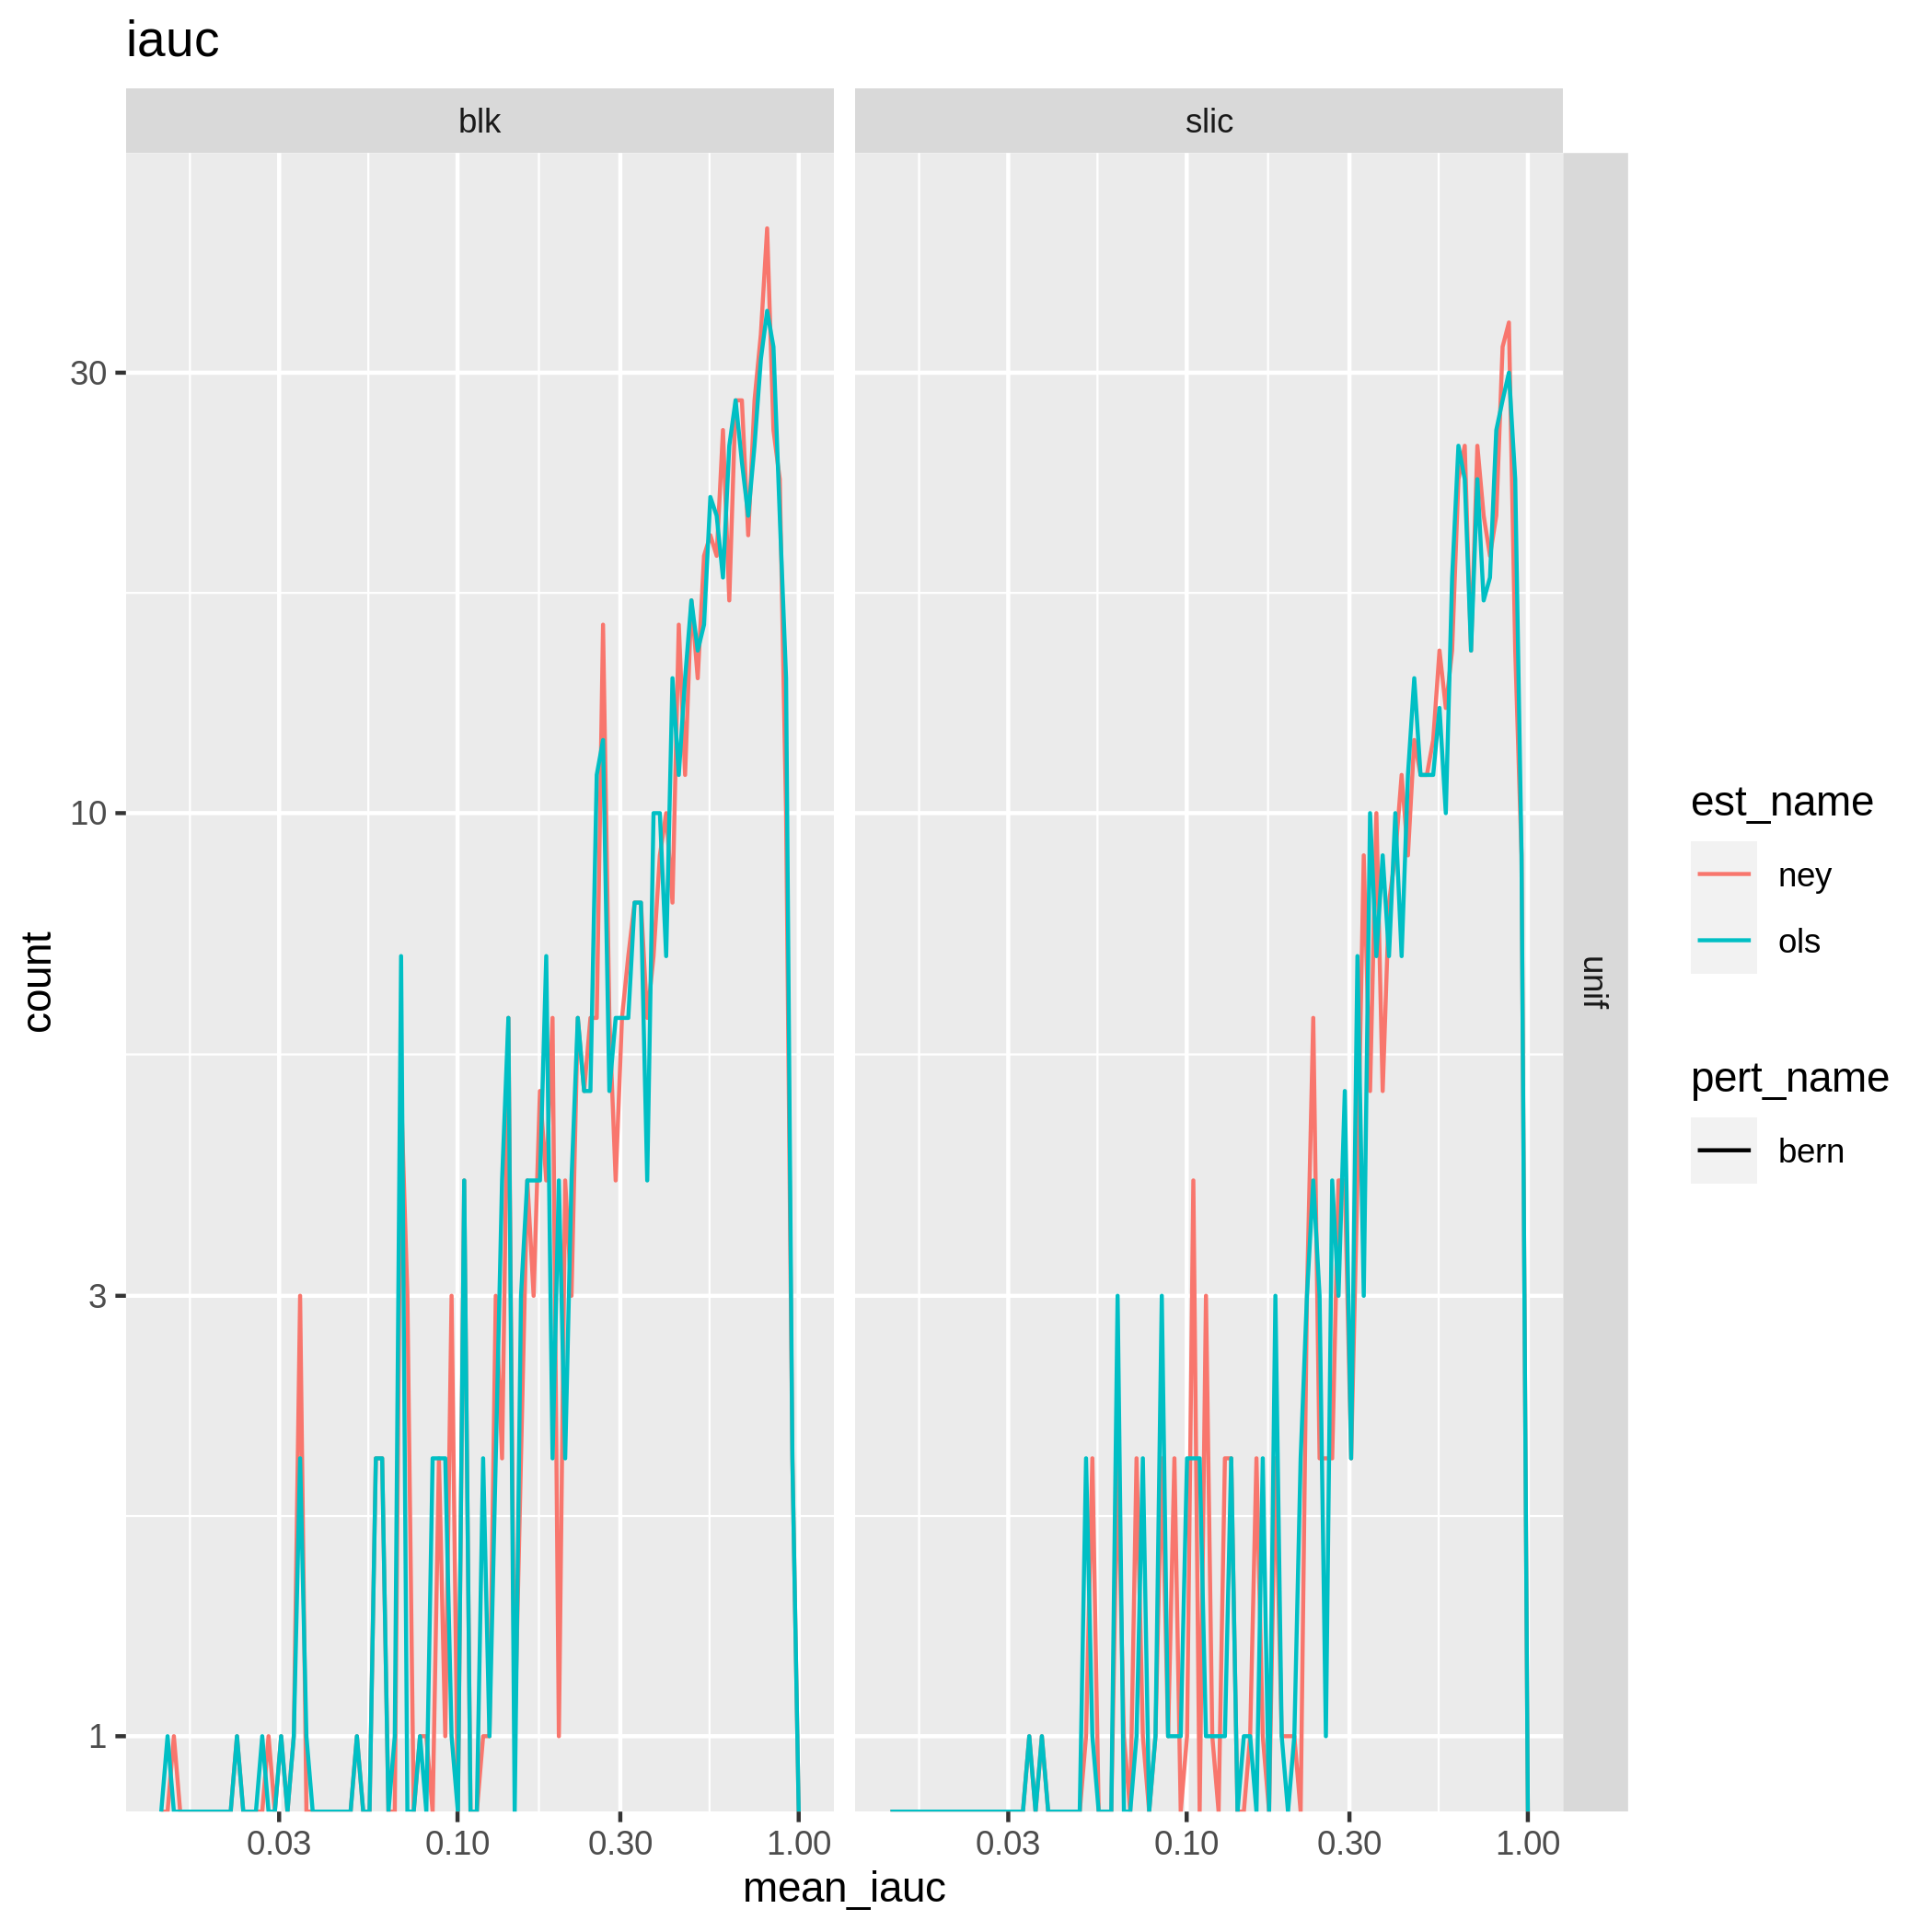 iauc
blk
slic
unif
30
10
3
1
count
0.03
0.10
0.30
1.00
0.03
0.10
0.30
1.00
mean_iauc
est_name
ney
ols
pert_name
bern